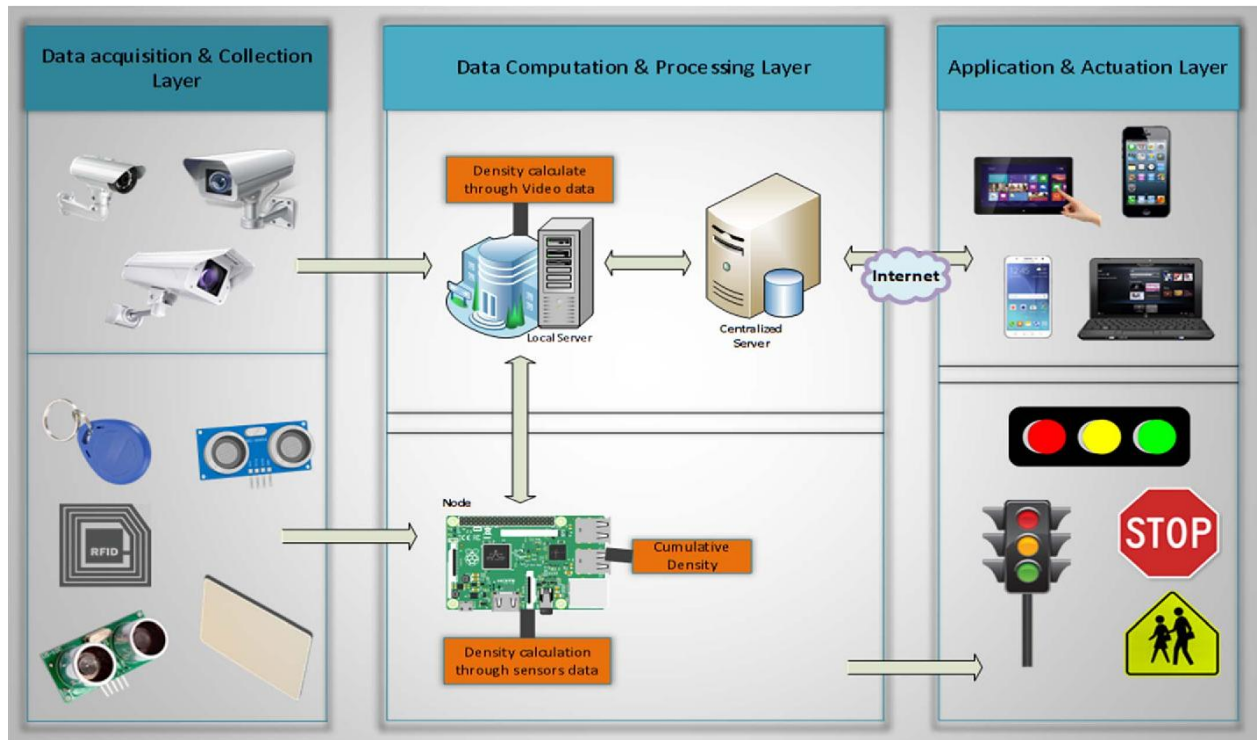 Data acquisition & Collection
Layer
Data Computation & Processing Layer
Application & Actuation Layer
Density calculate
through Video data
Local Server
Centralized
Server
Internet
RFID
Node
Cumulative
Density
Density calculation
through sensors data
STOP